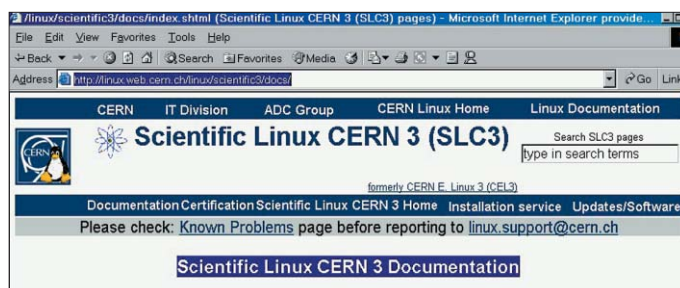 /linux/scientific3/docs/index.shtml (Scientific Linux CERN 3 (SLC3) pages) - Microsoft Internet Explorer provide...
File Edit View Favorites Tools Help
Back Search Favorites Media
Address http://linux.web.cern.ch/linux/scientific3/docs/ Go Link
CERN IT Division ADC Group CERN Linux Home Linux Documentation
CERN Scientific Linux CERN 3 (SLC3) Search SLC3 pages
type in search terms
formerly CERN E. Linux 3 (CEL3)
Documentation Certification Scientific Linux CERN 3 Home Installation service Updates/Software
Please check: Known Problems page before reporting to linux.support@cern.ch
Scientific Linux CERN 3 Documentation